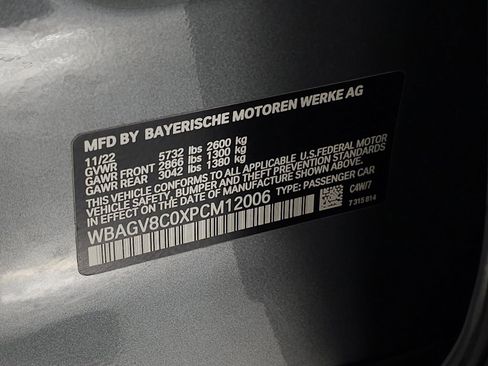 MFD BY BAYERISCHE MOTOREN WERKE AG
11/22
GVWR 5732 lbs 2600 kg
GAWR FRONT 2866 lbs 1300 kg
GAWR REAR 3042 lbs 1380 kg
THIS VEHICLE CONFORMS TO ALL APPLICABLE U.S.FEDERAL MOTOR
VEHICLE SAFETY, BUMPER AND THEFT PREVENTION STANDARDS
IN EFFECT ON THE DATE OF MANUFACTURE SHOWN ABOVE.
WBAGV8C0XPCM12006 TYPE: PASSENGER CAR
C4W/7
7 315 814